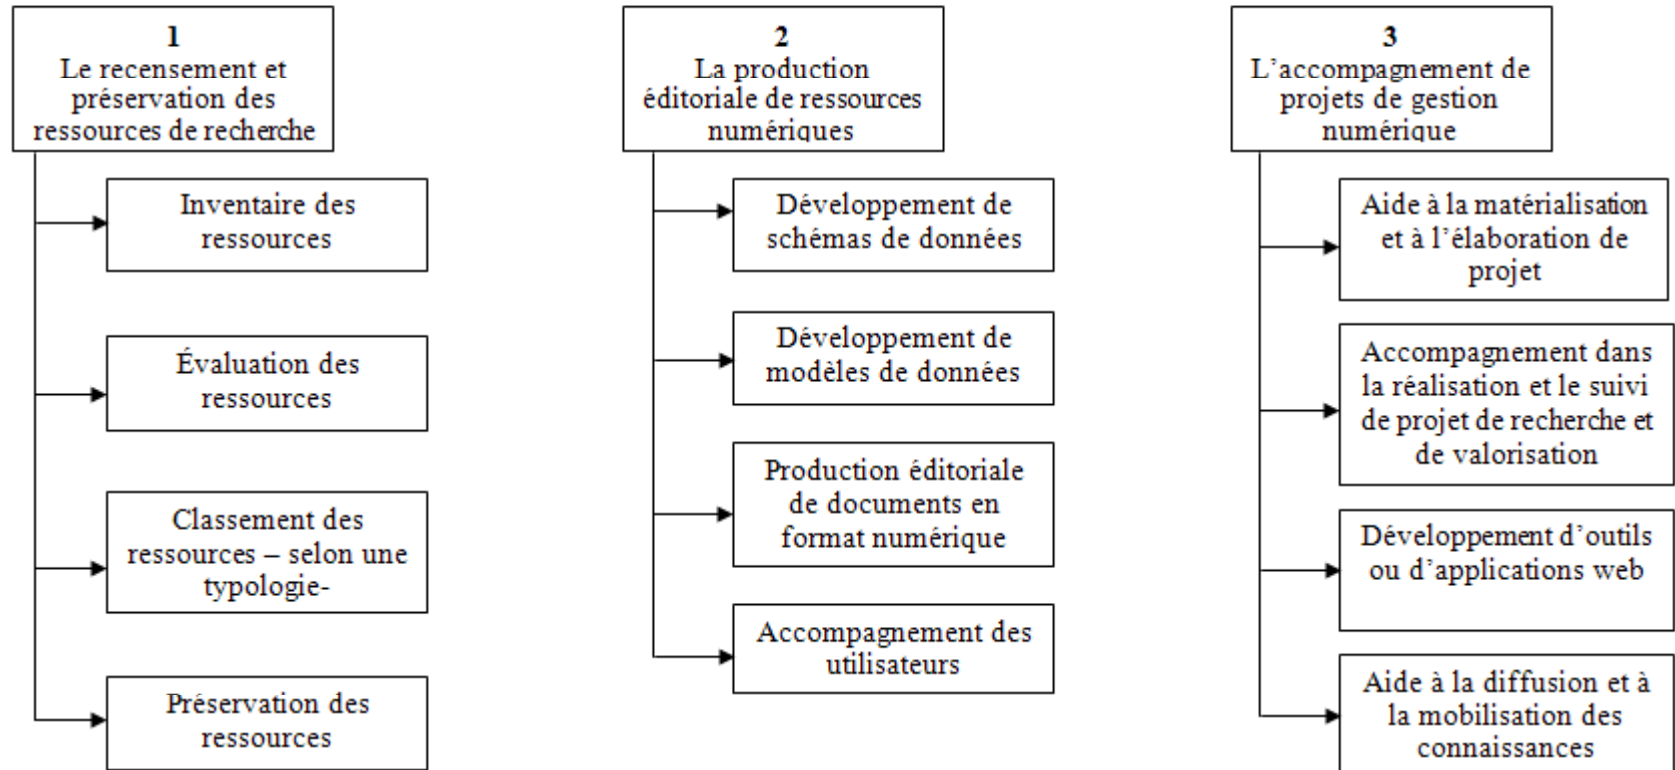 1
Le recensement et
préservation des
ressources de recherche
Inventaire des
ressources
Évaluation des
ressources
Classement des
ressources – selon une
typologie-
Préservation des
ressources
2
La production
éditoriale de ressources
numériques
Développement de
schémas de données
Développement de
modèles de données
Production éditoriale
de documents en
format numérique
Accompagnement des
utilisateurs
3
L’accompagnement de
projets de gestion
numérique
Aide à la matérialisation
et à l’élaboration de
projet
Accompagnement dans
la réalisation et le suivi
de projet de recherche et
de valorisation
Développement d’outils
ou d’applications web
Aide à la diffusion et à
la mobilisation des
connaissances